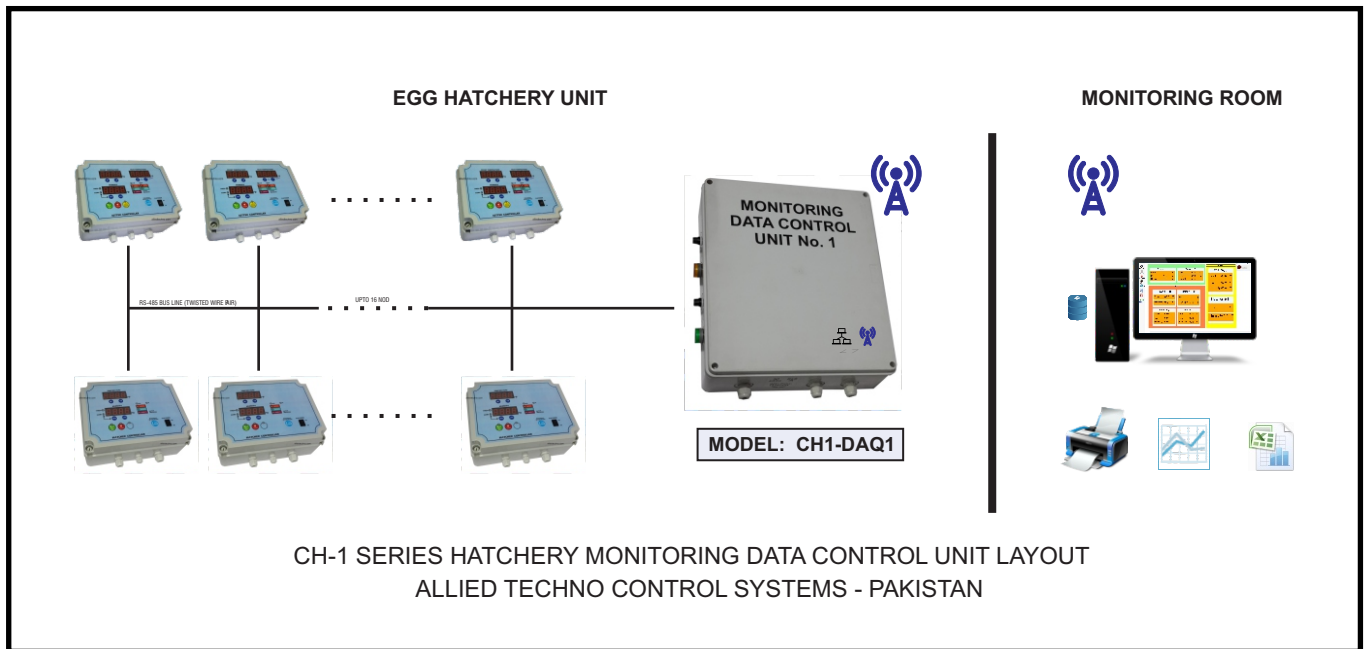 EGG HATCHERY UNIT
MONITORING ROOM
MONITORING
DATA CONTROL
UNIT No. 1
RS-485 BUS LINE (TWISTED WIRE PAIR)
UPTO 16 NOD
MODEL: CH1-DAQ1
CH-1 SERIES HATCHERY MONITORING DATA CONTROL UNIT LAYOUT
ALLIED TECHNO CONTROL SYSTEMS - PAKISTAN